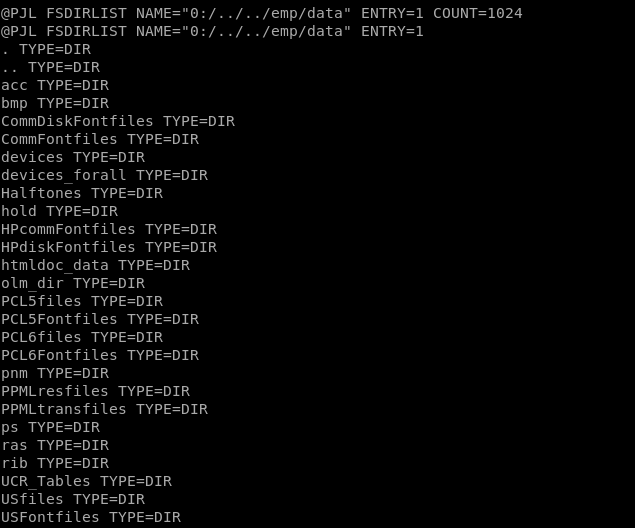 @PJL FSDIRLIST NAME="0:/../../emp/data" ENTRY=1 COUNT=1024
@PJL FSDIRLIST NAME="0:/../../emp/data" ENTRY=1
. TYPE=DIR
.. TYPE=DIR
acc TYPE=DIR
bmp TYPE=DIR
CommDiskFontfiles TYPE=DIR
CommFontfiles TYPE=DIR
devices TYPE=DIR
devices_forall TYPE=DIR
Halftones TYPE=DIR
hold TYPE=DIR
HPcommFontfiles TYPE=DIR
HPdiskFontfiles TYPE=DIR
htmldoc_data TYPE=DIR
olm_dir TYPE=DIR
PCL5files TYPE=DIR
PCL5Fontfiles TYPE=DIR
PCL6files TYPE=DIR
PCL6Fontfiles TYPE=DIR
pnm TYPE=DIR
PPMLresfiles TYPE=DIR
PPMLtransfiles TYPE=DIR
ps TYPE=DIR
ras TYPE=DIR
rib TYPE=DIR
UCR_Tables TYPE=DIR
USfiles TYPE=DIR
USFontfiles TYPE=DIR